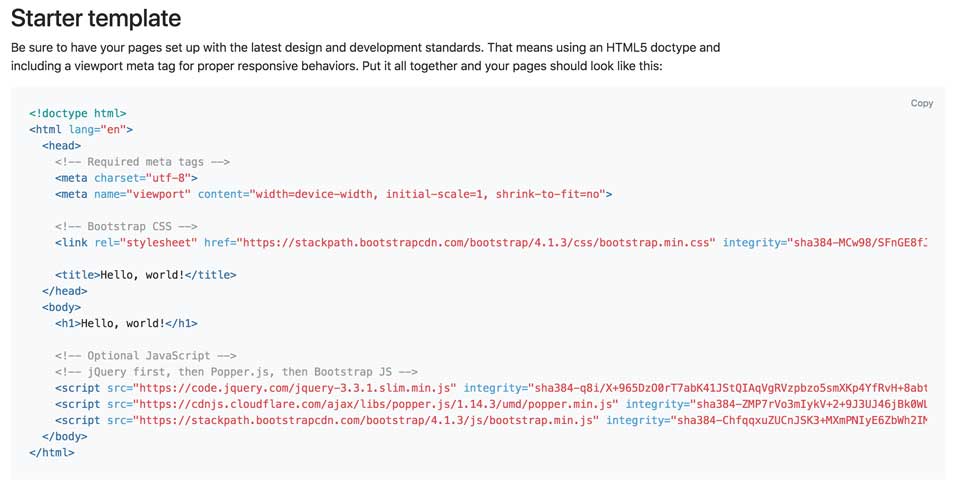 Starter template
Be sure to have your pages set up with the latest design and development standards. That means using an HTML5 doctype and
including a viewport meta tag for proper responsive behaviors. Put it all together and your pages should look like this:
Copy
<!doctype html>
<html lang="en">
<head>
<!-- Required meta tags -->
<meta charset="utf-8">
<meta name="viewport" content="width=device-width, initial-scale=1, shrink-to-fit=no">
<!-- Bootstrap CSS -->
<link rel="stylesheet" href="https://stackpath.bootstrapcdn.com/bootstrap/4.1.3/css/bootstrap.min.css" integrity="sha384-MCw98/SFnGE8fJ
<title>Hello, world!</title>
</head>
<body>
<h1>Hello, world!</h1>
<!-- Optional JavaScript -->
<!-- jQuery first, then Popper.js, then Bootstrap JS -->
<script src="https://code.jquery.com/jquery-3.3.1.slim.min.js" integrity="sha384-q8i/X+965DzO0rT7abK41JStQIAqVgRVzpbzo5smXKp4YfRvH+8abt
<script src="https://cdnjs.cloudflare.com/ajax/libs/popper.js/1.14.3/umd/popper.min.js" integrity="sha384-ZMP7rVo3mIykV+2+9J3UJ46jBk0WL
<script src="https://stackpath.bootstrapcdn.com/bootstrap/4.1.3/js/bootstrap.min.js" integrity="sha384-ChfqqxuZUCnJSK3+MXmPNIyE6ZbWh2IM
</body>
</html>